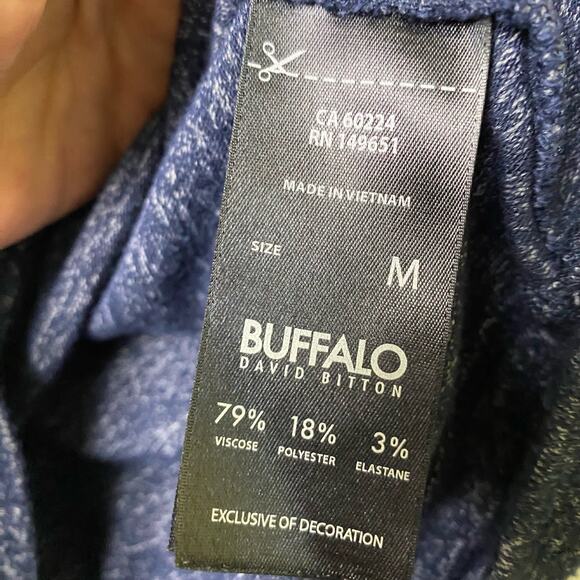 CA 60224
RN 149651
MADE IN VIETNAM
SIZE M
BUFFALO
DAVID BITTON
79% 18% 3%
VISCOSE POLYESTER ELASTANE
EXCLUSIVE OF DECORATION